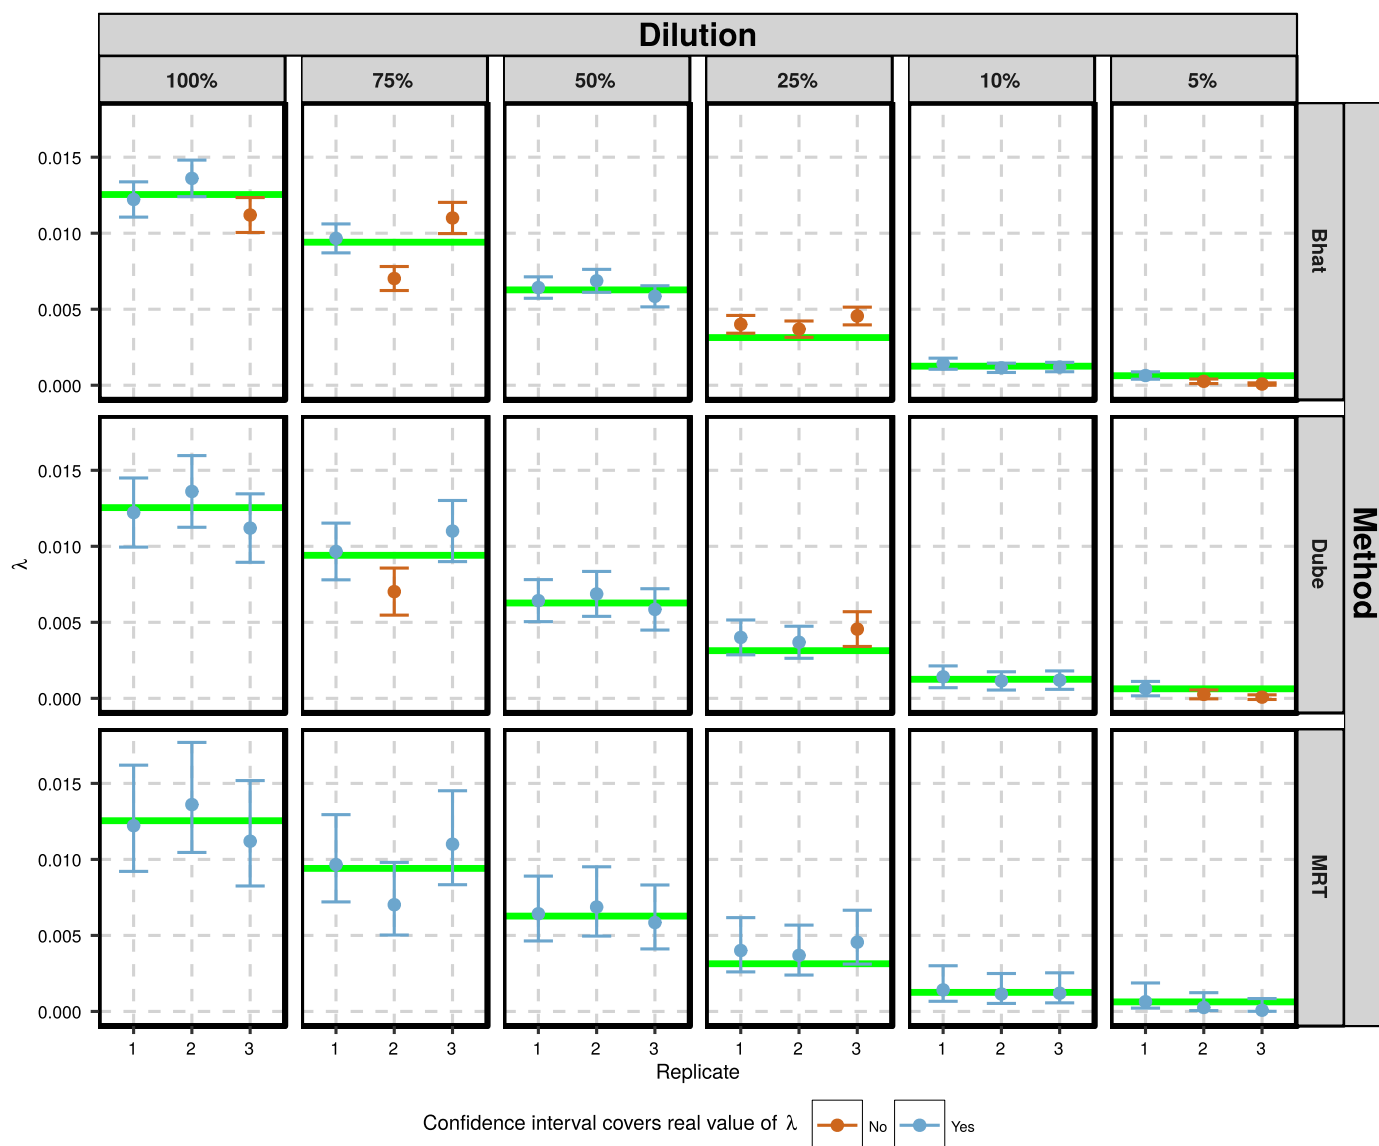 Dilution
100% 75% 50% 25% 10% 5%
0.015
0.010
0.005
0.000
Bhat
0.015
0.010
0.005
0.000
Dube
0.015
0.010
0.005
0.000
MRT
Method
λ
1 2 3 1 2 3 1 2 3 1 2 3 1 2 3 1 2 3
Replicate
Confidence interval covers real value of λ No Yes